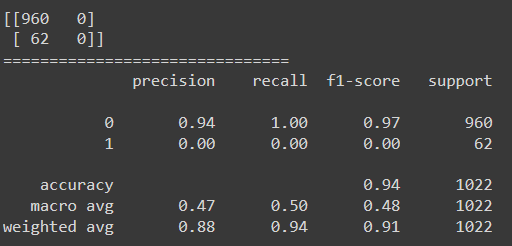 [[960   0]
 [ 62   0]]
===============================
              precision    recall  f1-score   support

           0       0.94      1.00      0.97       960
           1       0.00      0.00      0.00        62

    accuracy                           0.94      1022
   macro avg       0.47      0.50      0.48      1022
weighted avg       0.88      0.94      0.91      1022